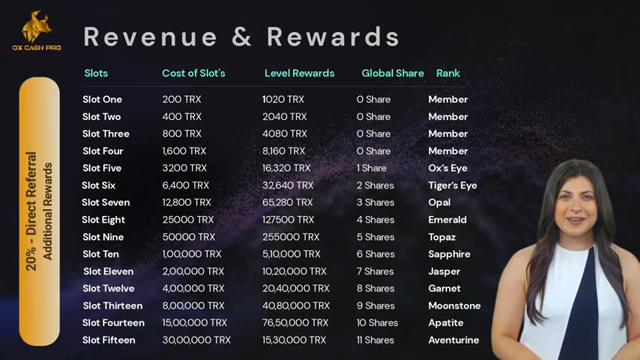 OX CASH PRO
Revenue & Rewards
Slots Cost of Slot's Level Rewards Global Share Rank
Slot One 200 TRX 1020 TRX 0 Share Member
Slot Two 400 TRX 2040 TRX 0 Share Member
Slot Three 800 TRX 4080 TRX 0 Share Member
Slot Four 1,600 TRX 8,160 TRX 0 Share Member
Slot Five 3200 TRX 16,320 TRX 1 Share Ox's Eye
Slot Six 6,400 TRX 32,640 TRX 2 Shares Tiger's Eye
Slot Seven 12,800 TRX 65,280 TRX 3 Shares Opal
Slot Eight 25000 TRX 127500 TRX 4 Shares Emerald
Slot Nine 50000 TRX 255000 TRX 5 Shares Topaz
Slot Ten 1,00,000 TRX 5,10,000 TRX 6 Shares Sapphire
Slot Eleven 2,00,000 TRX 10,20,000 TRX 7 Shares Jasper
Slot Twelve 4,00,000 TRX 20,40,000 TRX 8 Shares Garnet
Slot Thirteen 8,00,000 TRX 40,80,000 TRX 9 Shares Moonstone
Slot Fourteen 15,00,000 TRX 76,50,000 TRX 10 Shares Apatite
Slot Fifteen 30,00,000 TRX 15,30,000 TRX 11 Shares Aventurine
20% - Direct Referral
Additional Rewards